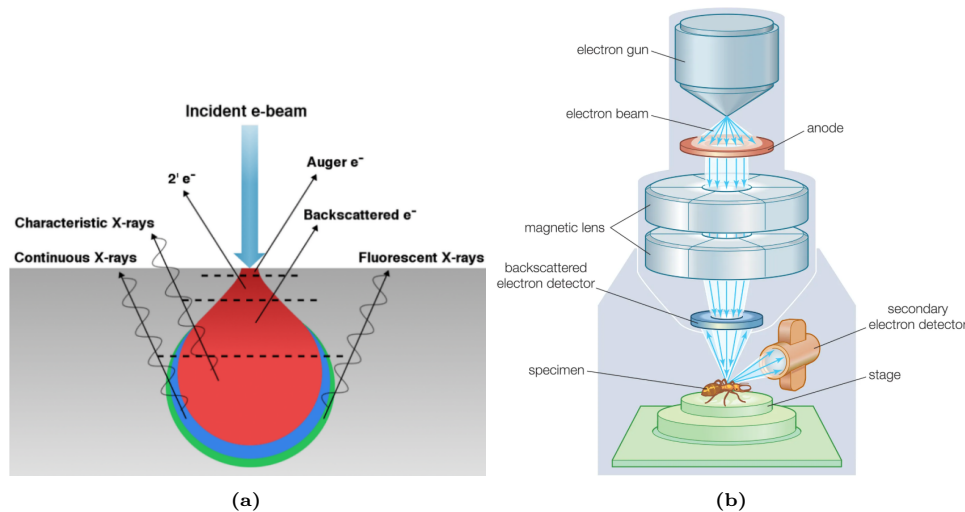 Incident e-beam
Auger e⁻
2' e⁻
Backscattered e⁻
Characteristic X-rays
Continuous X-rays
Fluorescent X-rays
(a)
electron gun
electron beam
anode
magnetic lens
backscattered
electron detector
secondary
electron detector
specimen
stage
(b)